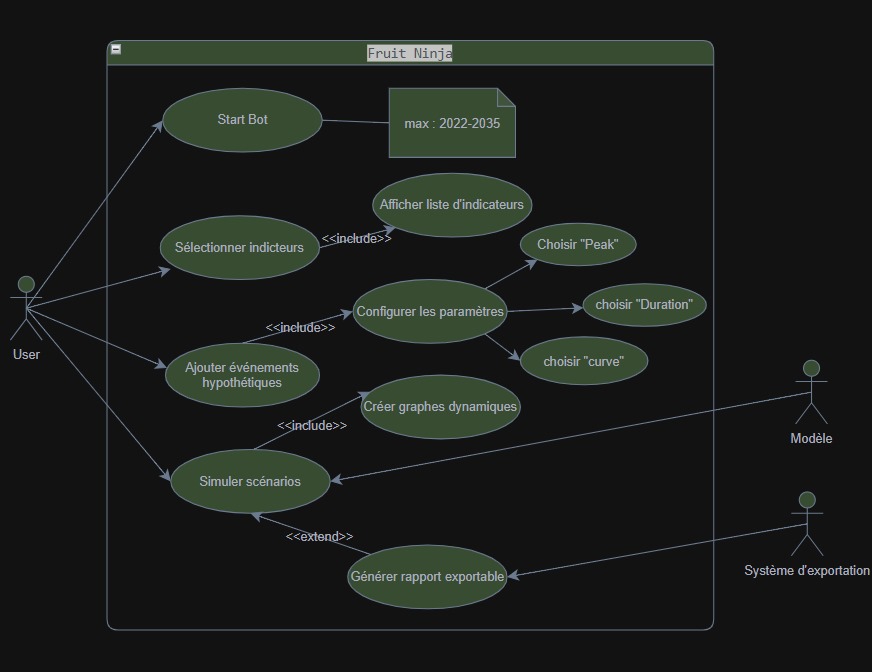 Fruit Ninja
Start Bot
max : 2022-2035
Afficher liste d'indicateurs
Sélectionner indicteurs
<<include>>
Choisir "Peak"
Configurer les paramètres
choisir "Duration"
<<include>>
User
Ajouter événements
hypothétiques
choisir "curve"
Créer graphes dynamiques
<<include>>
Modèle
Simuler scénarios
<<extend>>
Générer rapport exportable
Système d'exportation